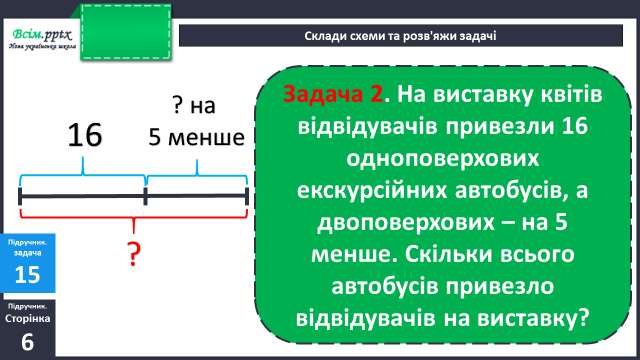 Всім.pptx
Нова українська школа
Склади схеми та розв'яжи задачі
16
? на
5 менше
?
Підручник.
задача
15
Підручник.
Сторінка
6
Задача 2. На виставку квітів
відвідувачів привезли 16
одноповерхових
екскурсійних автобусів, а
двоповерхових – на 5
менше. Скільки всього
автобусів привезло
відвідувачів на виставку?